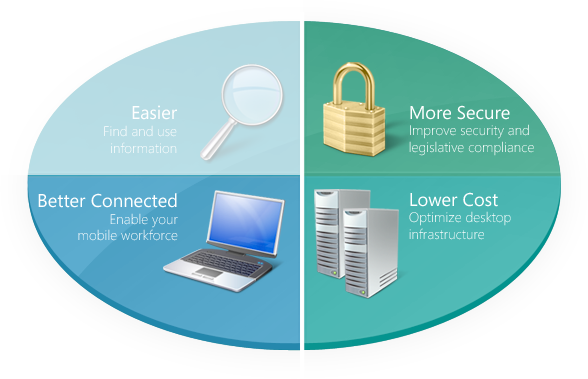 Easier
Find and use
information
More Secure
Improve security and
legislative compliance
Better Connected
Enable your
mobile workforce
Lower Cost
Optimize desktop
infrastructure